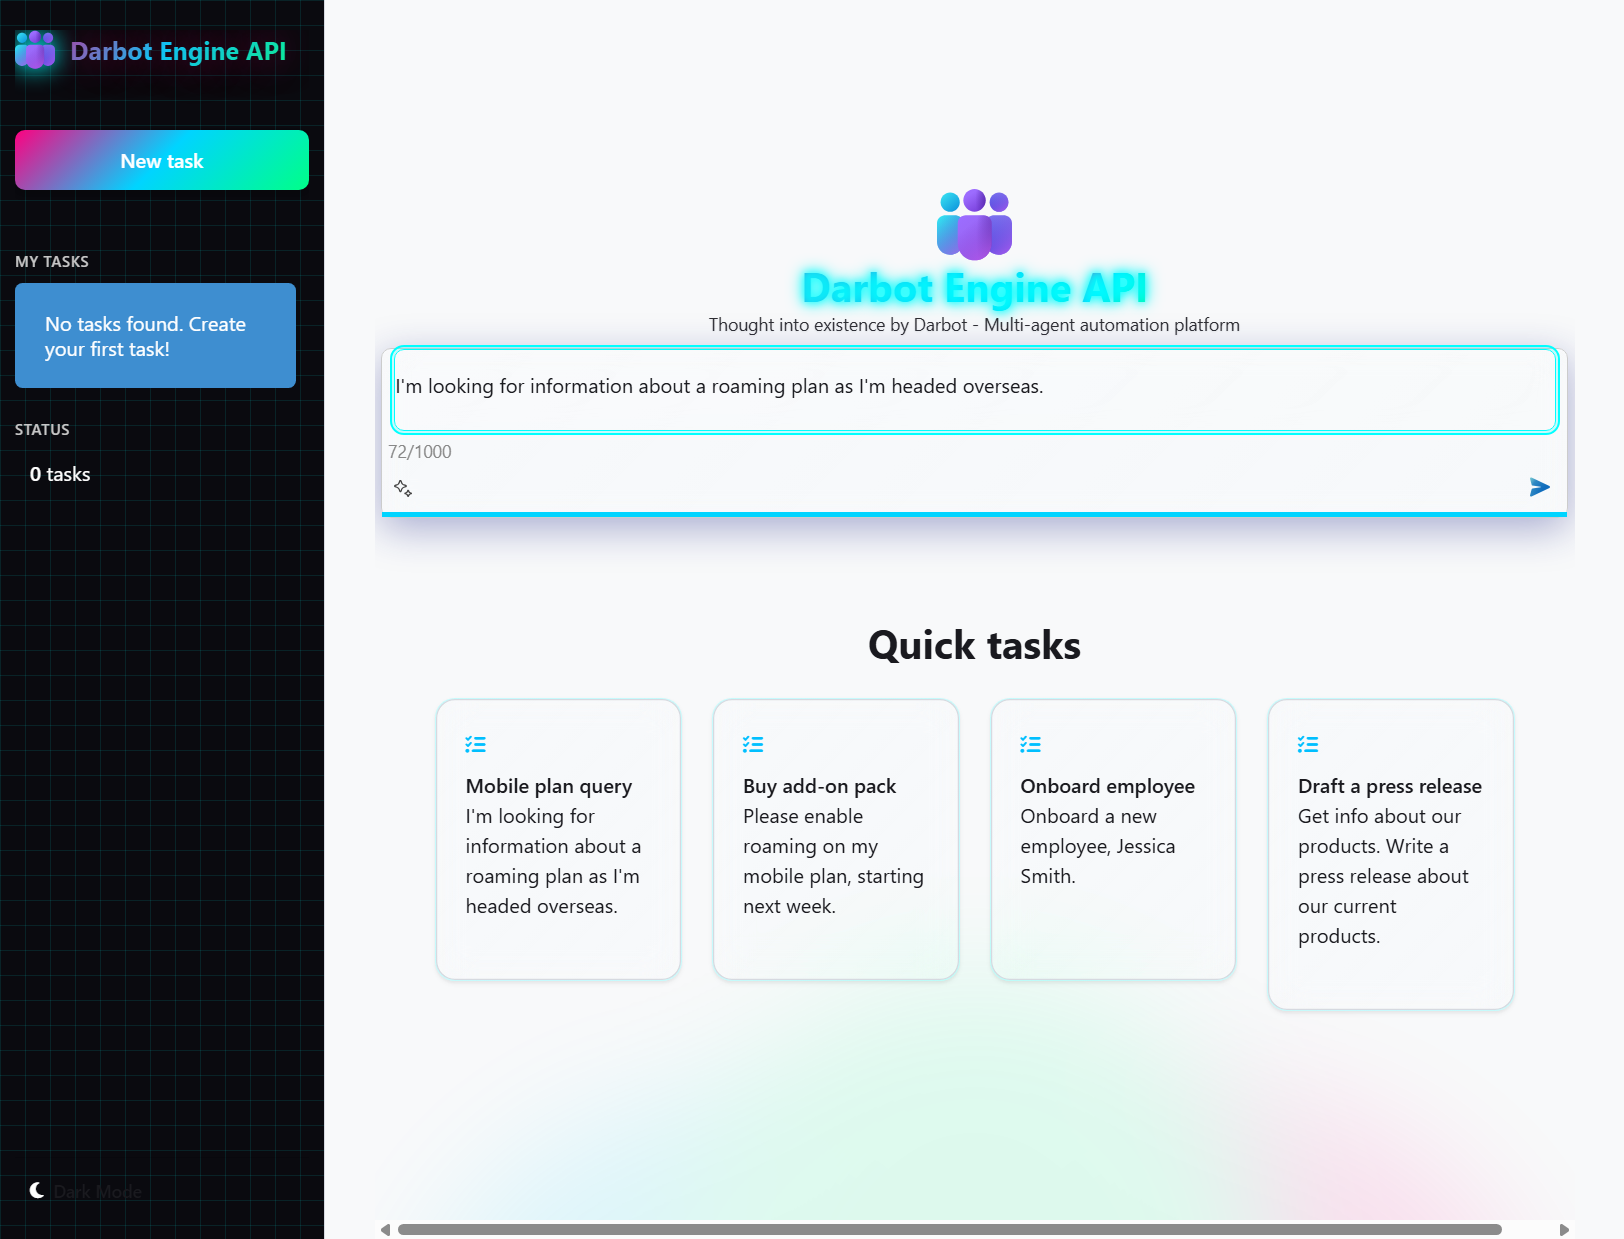 Darbot Engine API
New task
MY TASKS
No tasks found. Create
your first task!
STATUS
0 tasks
Dark Mode
Darbot Engine API
Thought into existence by Darbot - Multi-agent automation platform
I'm looking for information about a roaming plan as I'm headed overseas.
72/1000
Quick tasks
Mobile plan query
I'm looking for
information about a
roaming plan as I'm
headed overseas.
Buy add-on pack
Please enable
roaming on my
mobile plan, starting
next week.
Onboard employee
Onboard a new
employee, Jessica
Smith.
Draft a press release
Get info about our
products. Write a
press release about
our current
products.